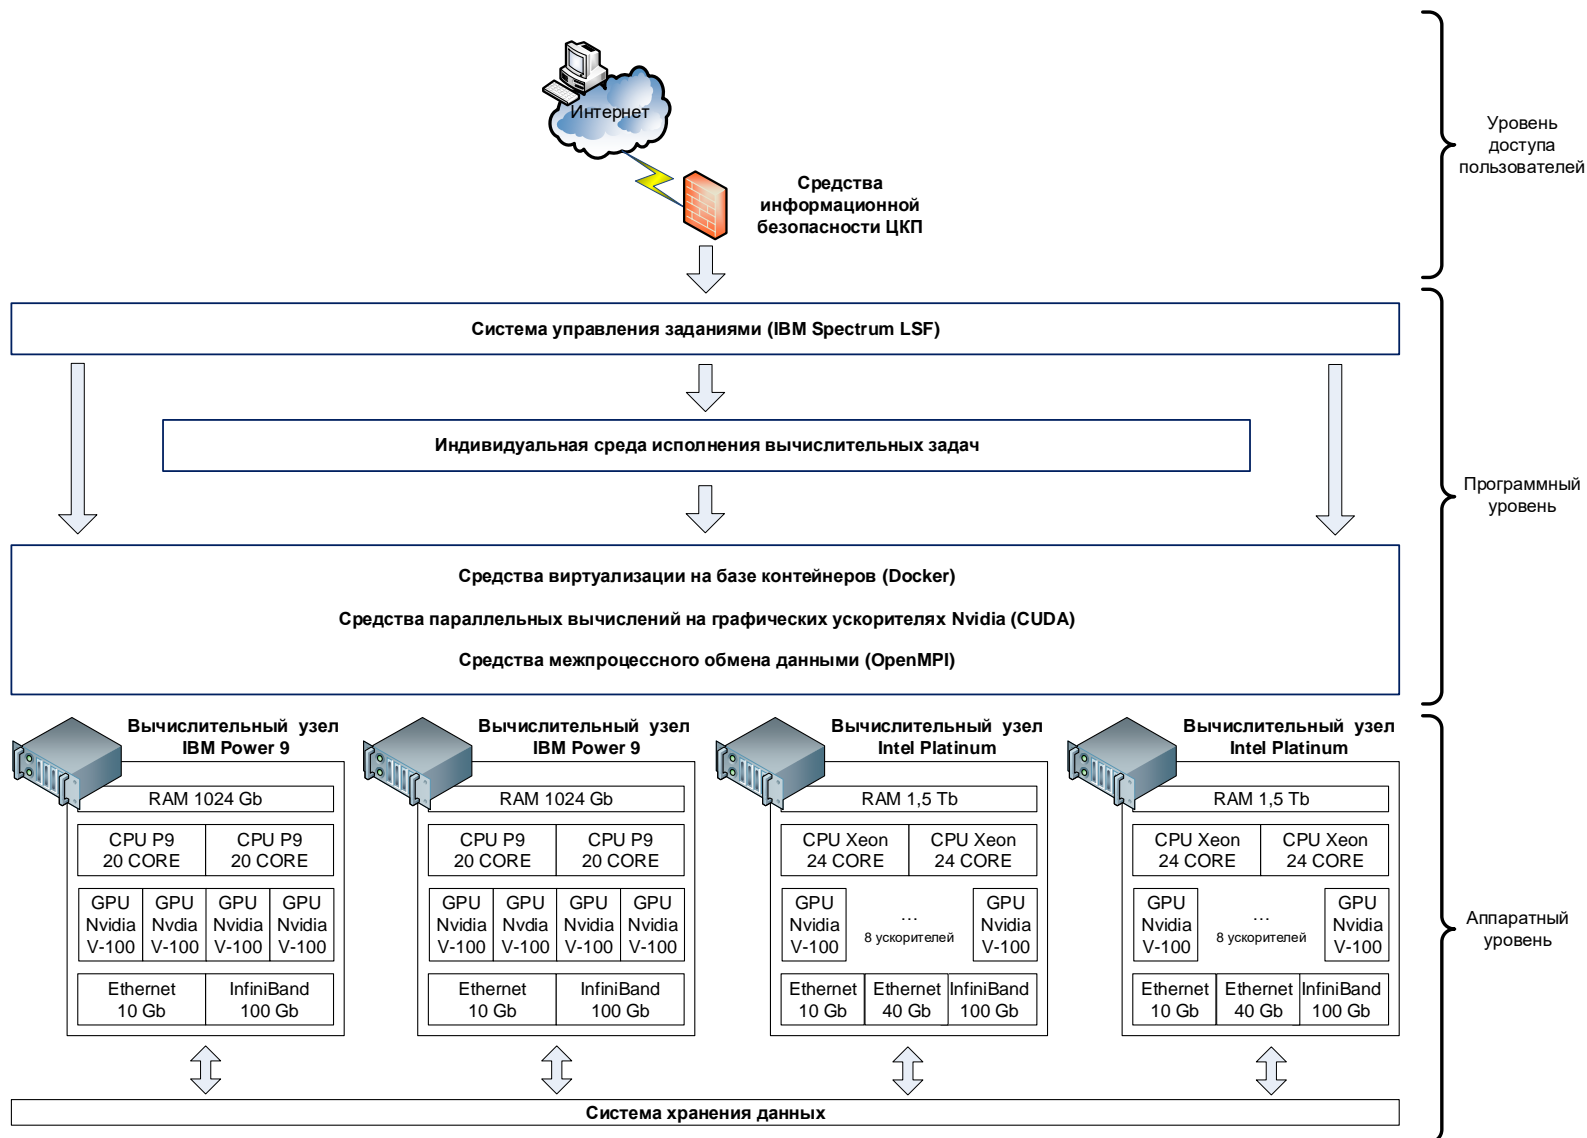 Интернет
Средства
информационной
безопасности ЦКП
Уровень
доступа
пользователей
Система управления заданиями (IBM Spectrum LSF)
Индивидуальная среда исполнения вычислительных задач
Программный
уровень
Средства виртуализации на базе контейнеров (Docker)
Средства параллельных вычислений на графических ускорителях Nvidia (CUDA)
Средства межпроцессного обмена данными (OpenMPI)
Вычислительный узел
IBM Power 9
RAM 1024 Gb
CPU P9
20 CORE
CPU P9
20 CORE
GPU
Nvidia
V-100
GPU
Nvdia
V-100
GPU
Nvidia
V-100
GPU
Nvidia
V-100
Ethernet
10 Gb
InfiniBand
100 Gb
Вычислительный узел
IBM Power 9
RAM 1024 Gb
CPU P9
20 CORE
CPU P9
20 CORE
GPU
Nvidia
V-100
GPU
Nvdia
V-100
GPU
Nvidia
V-100
GPU
Nvidia
V-100
Ethernet
10 Gb
InfiniBand
100 Gb
Вычислительный узел
Intel Platinum
RAM 1,5 Tb
CPU Xeon
24 CORE
CPU Xeon
24 CORE
GPU
Nvidia
V-100
...
8 ускорителей
GPU
Nvidia
V-100
Ethernet
10 Gb
Ethernet
40 Gb
InfiniBand
100 Gb
Вычислительный узел
Intel Platinum
RAM 1,5 Tb
CPU Xeon
24 CORE
CPU Xeon
24 CORE
GPU
Nvidia
V-100
...
8 ускорителей
GPU
Nvidia
V-100
Ethernet
10 Gb
Ethernet
40 Gb
InfiniBand
100 Gb
Аппаратный
уровень
Система хранения данных